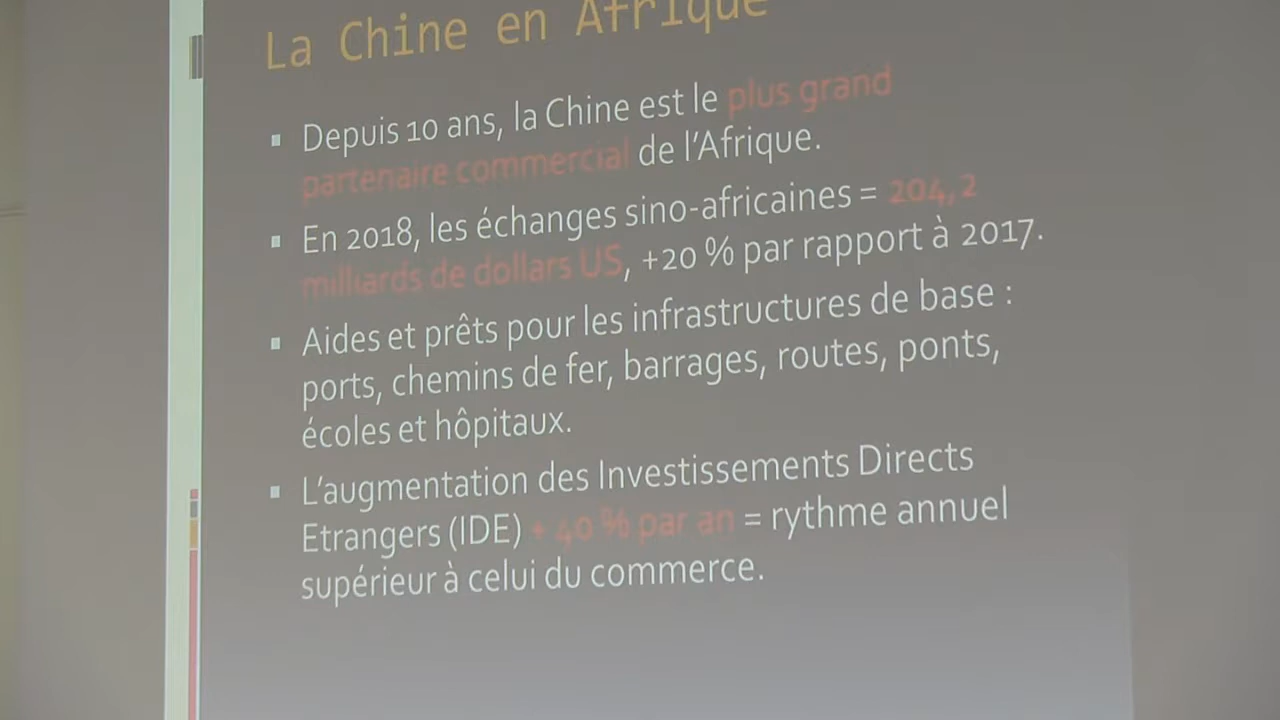 La Chine en Afrique
▪ Depuis 10 ans, la Chine est le plus grand
partenaire commercial de l'Afrique.
▪ En 2018, les échanges sino-africaines = 204,2
milliards de dollars US, +20 % par rapport à 2017.
▪ Aides et prêts pour les infrastructures de base :
ports, chemins de fer, barrages, routes, ponts,
écoles et hôpitaux.
▪ L'augmentation des Investissements Directs
Etrangers (IDE) + 40 % par an = rythme annuel
supérieur à celui du commerce.